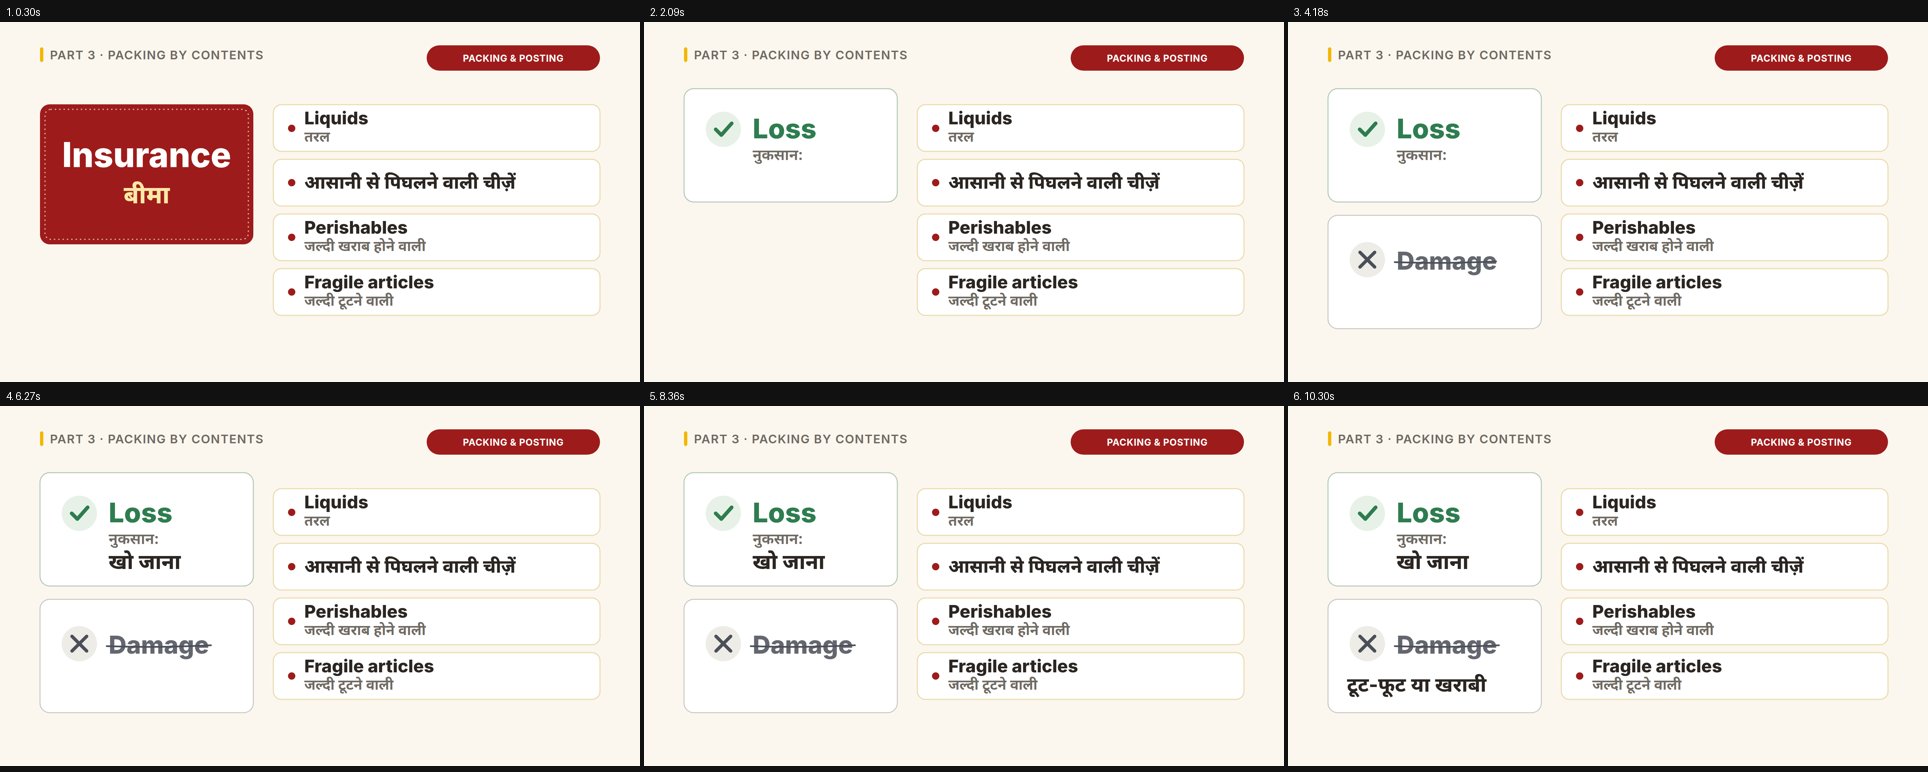 1. 0.30s
PART 3 · PACKING BY CONTENTS
PACKING & POSTING
Insurance
बीमा
Liquids
तरल
आसानी से पिघलने वाली चीज़ें
Perishables
जल्दी खराब होने वाली
Fragile articles
जल्दी टूटने वाली
2. 2.09s
PART 3 · PACKING BY CONTENTS
PACKING & POSTING
Loss
नुकसान:
Liquids
तरल
आसानी से पिघलने वाली चीज़ें
Perishables
जल्दी खराब होने वाली
Fragile articles
जल्दी टूटने वाली
3. 4.18s
PART 3 · PACKING BY CONTENTS
PACKING & POSTING
Loss
नुकसान:
Damage
Liquids
तरल
आसानी से पिघलने वाली चीज़ें
Perishables
जल्दी खराब होने वाली
Fragile articles
जल्दी टूटने वाली
4. 6.27s
PART 3 · PACKING BY CONTENTS
PACKING & POSTING
Loss
नुकसान:
खो जाना
Damage
Liquids
तरल
आसानी से पिघलने वाली चीज़ें
Perishables
जल्दी खराब होने वाली
Fragile articles
जल्दी टूटने वाली
5. 8.36s
PART 3 · PACKING BY CONTENTS
PACKING & POSTING
Loss
नुकसान:
खो जाना
Damage
Liquids
तरल
आसानी से पिघलने वाली चीज़ें
Perishables
जल्दी खराब होने वाली
Fragile articles
जल्दी टूटने वाली
6. 10.30s
PART 3 · PACKING BY CONTENTS
PACKING & POSTING
Loss
नुकसान:
खो जाना
Damage
टूट-फूट या खराबी
Liquids
तरल
आसानी से पिघलने वाली चीज़ें
Perishables
जल्दी खराब होने वाली
Fragile articles
जल्दी टूटने वाली